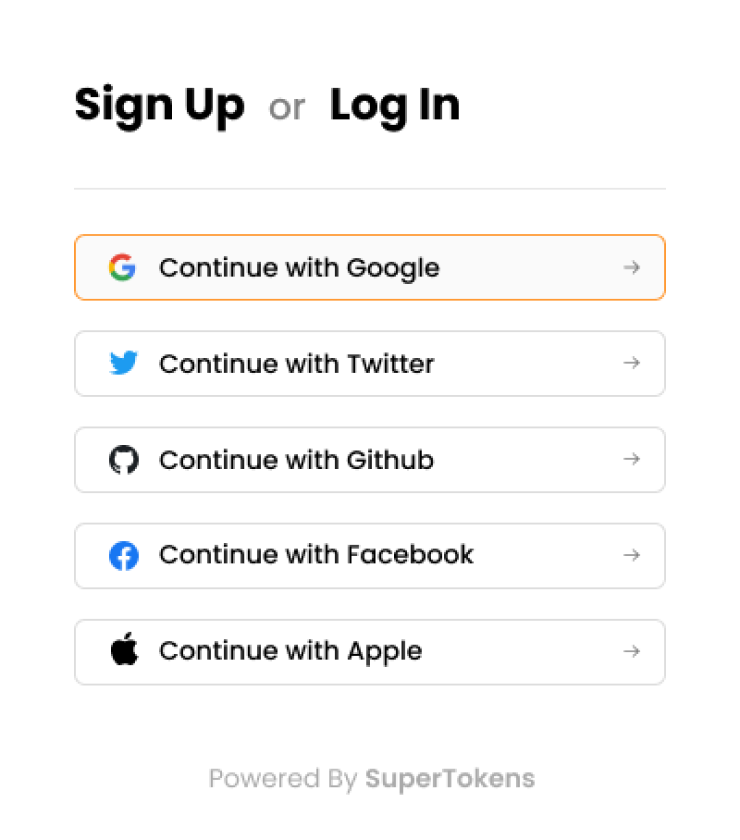 Sign Up or Log In
Continue with Google
Continue with Twitter
Continue with Github
Continue with Facebook
Continue with Apple
Powered By SuperTokens